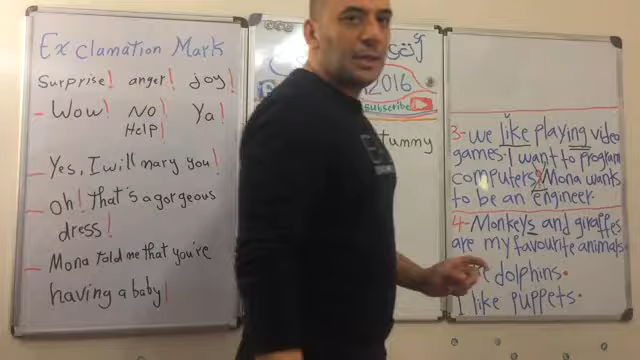 Exclamation Mark
Surprise! anger! joy!
- Wow! NO! Ya!
HELP!
- Yes, I will mary you!
- Oh! that's a gorgeous
dress!
- Mona told me that you're
having a baby!
2016
subscribe
tummy
3- we like playing video
games. I want to program
computers! Mona wants
to be an engineer.
4- Monkeys and giraffes
are my favourite animals.
dolphins.
I like puppets.